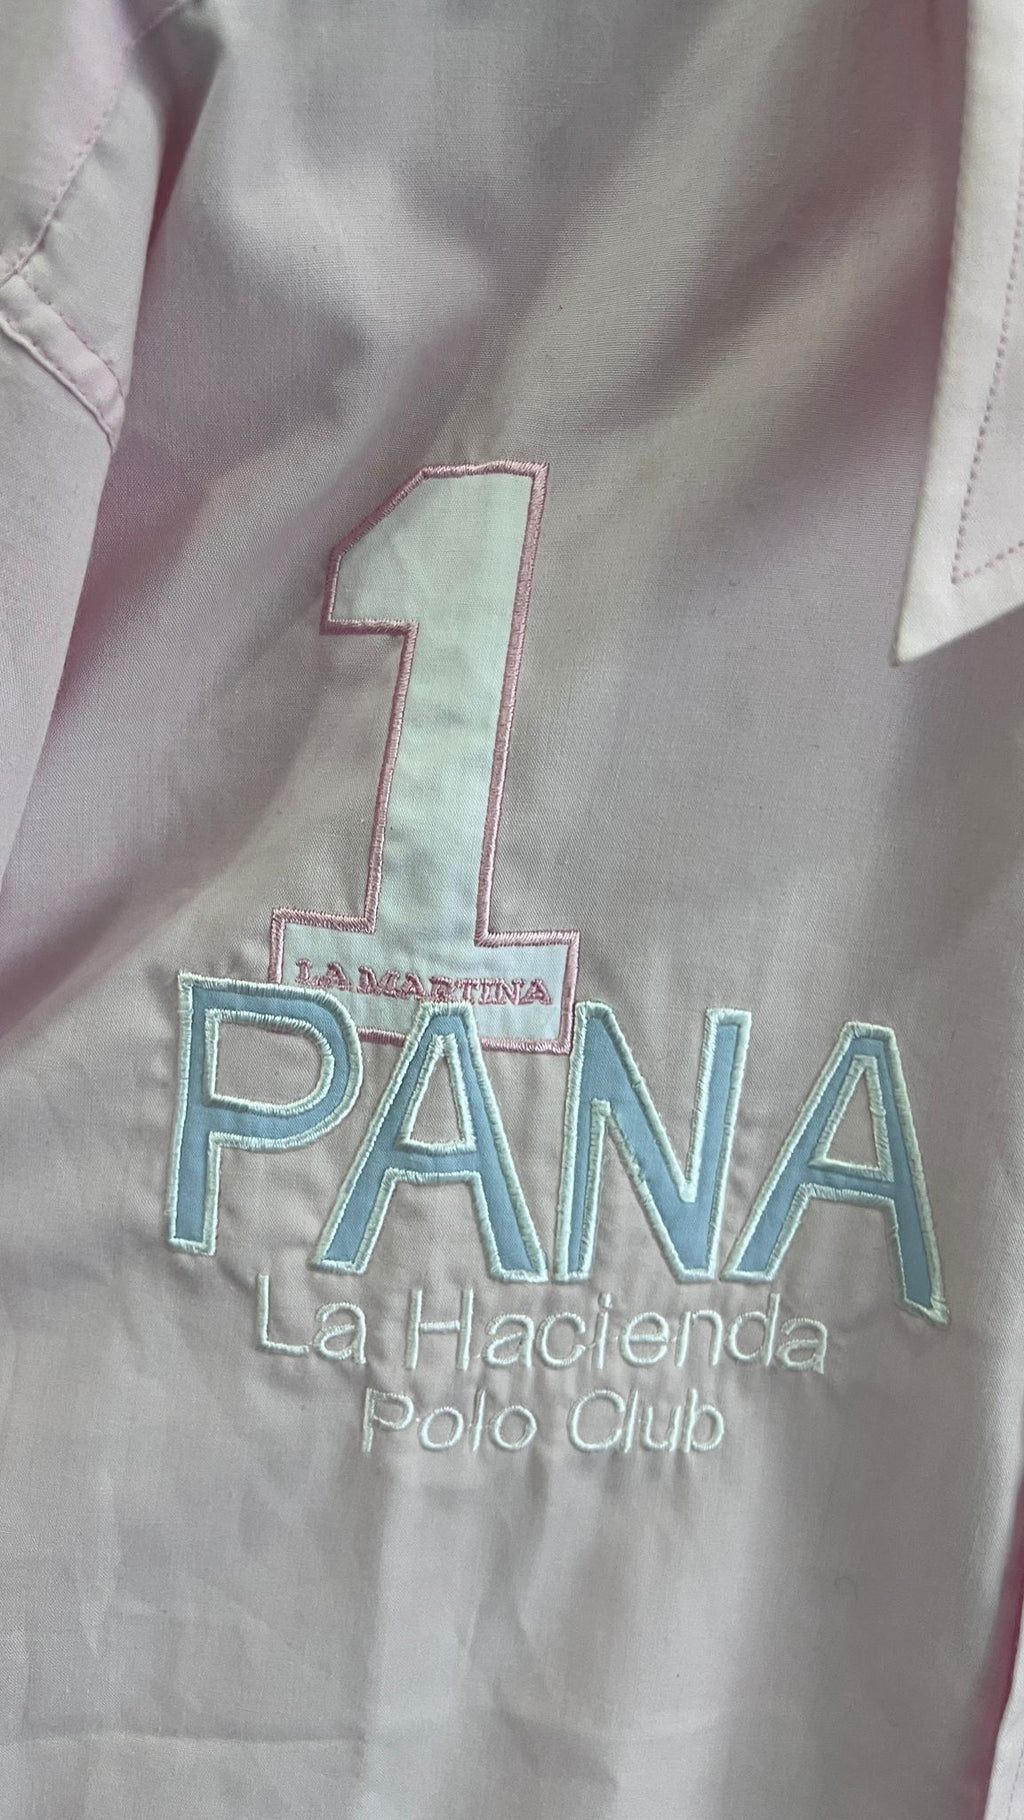 1
LA MARTINA
PANA
La Hacienda
Polo Club